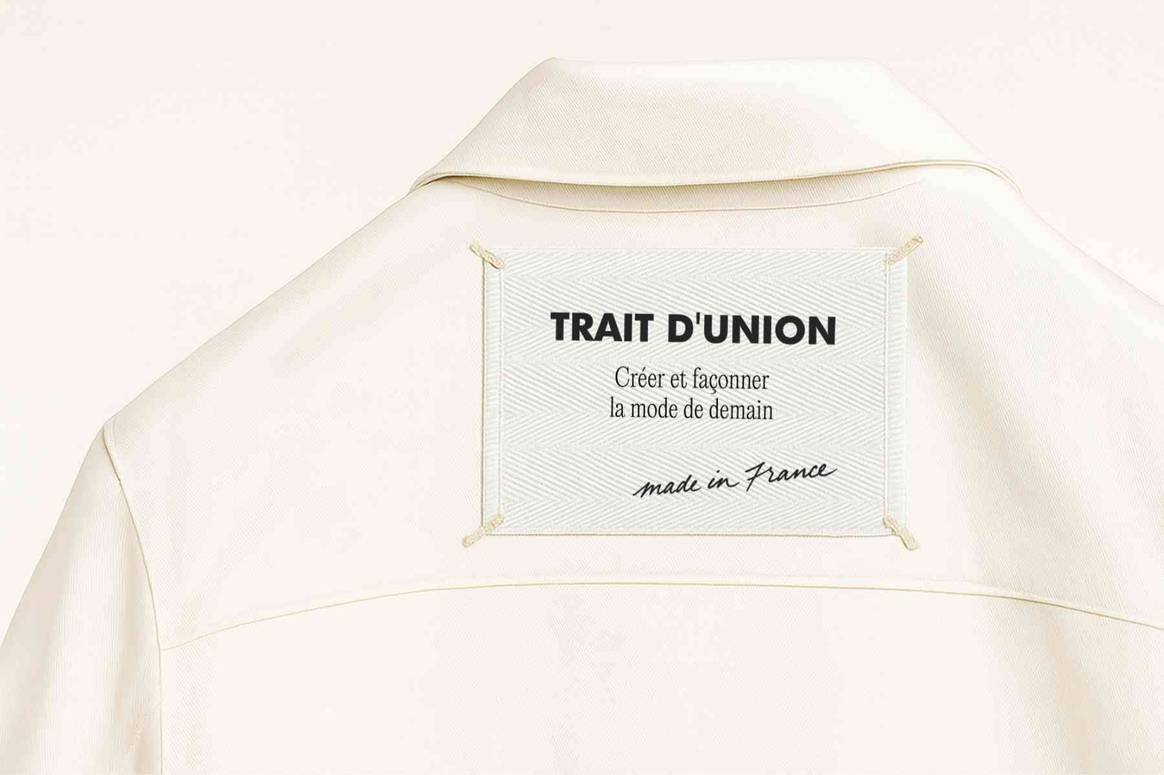 TRAIT D'UNION
Créer et façonner
la mode de demain
made in France